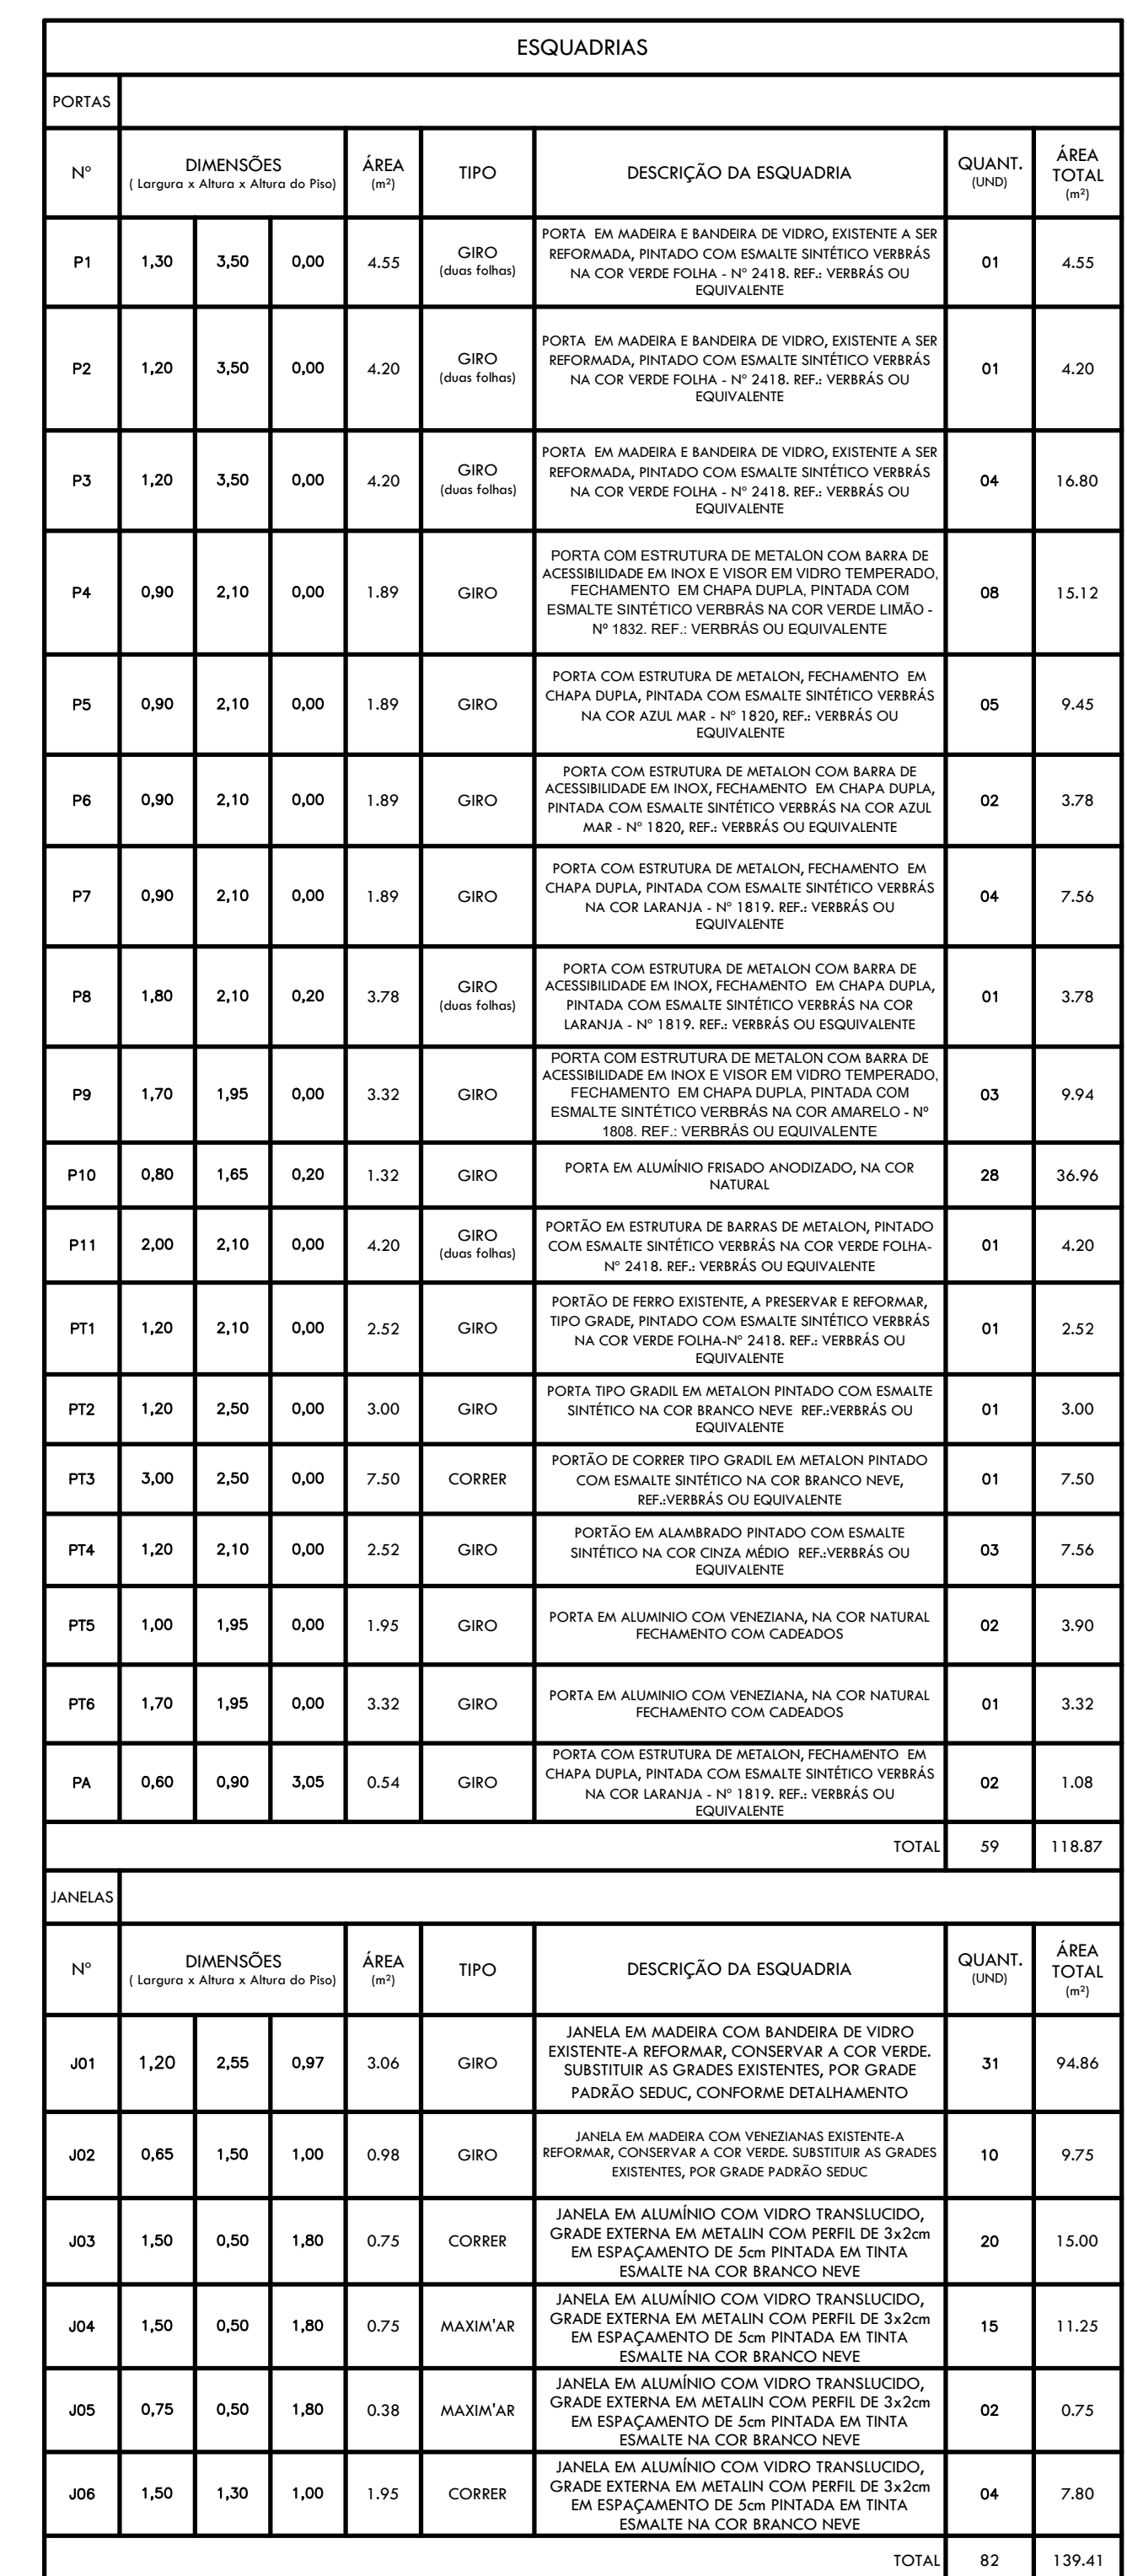 ESQUADRIAS
PORTAS
Nº
DIMENSÕES
( Largura x Altura x Altura do Piso)
ÁREA
(m²)
TIPO
DESCRIÇÃO DA ESQUADRIA
QUANT.
(UND)
ÁREA
TOTAL
(m²)
P1
1,30
3,50
0,00
4.55
GIRO
(duas folhas)
PORTA EM MADEIRA E BANDEIRA DE VIDRO, EXISTENTE A SER
REFORMADA, PINTADO COM ESMALTE SINTÉTICO VERBRÁS
NA COR VERDE FOLHA - Nº 2418. REF.: VERBRÁS OU
EQUIVALENTE
01
4.55
P2
1,20
3,50
0,00
4.20
GIRO
(duas folhas)
PORTA EM MADEIRA E BANDEIRA DE VIDRO, EXISTENTE A SER
REFORMADA, PINTADO COM ESMALTE SINTÉTICO VERBRÁS
NA COR VERDE FOLHA - Nº 2418. REF.: VERBRÁS OU
EQUIVALENTE
01
4.20
P3
1,20
3,50
0,00
4.20
GIRO
(duas folhas)
PORTA EM MADEIRA E BANDEIRA DE VIDRO, EXISTENTE A SER
REFORMADA, PINTADO COM ESMALTE SINTÉTICO VERBRÁS
NA COR VERDE FOLHA - Nº 2418. REF.: VERBRÁS OU
EQUIVALENTE
04
16.80
P4
0,90
2,10
0,00
1.89
GIRO
PORTA COM ESTRUTURA DE METALON COM BARRA DE
ACESSIBILIDADE EM INOX E VISOR EM VIDRO TEMPERADO,
FECHAMENTO EM CHAPA DUPLA, PINTADA COM
ESMALTE SINTÉTICO VERBRÁS NA COR VERDE LIMÃO -
Nº 1832. REF.: VERBRÁS OU EQUIVALENTE
08
15.12
P5
0,90
2,10
0,00
1.89
GIRO
PORTA COM ESTRUTURA DE METALON, FECHAMENTO EM
CHAPA DUPLA, PINTADA COM ESMALTE SINTÉTICO VERBRÁS
NA COR AZUL MAR - Nº 1820, REF.: VERBRÁS OU
EQUIVALENTE
05
9.45
P6
0,90
2,10
0,00
1.89
GIRO
PORTA COM ESTRUTURA DE METALON COM BARRA DE
ACESSIBILIDADE EM INOX, FECHAMENTO EM CHAPA DUPLA,
PINTADA COM ESMALTE SINTÉTICO VERBRÁS NA COR AZUL
MAR - Nº 1820, REF.: VERBRÁS OU EQUIVALENTE
02
3.78
P7
0,90
2,10
0,00
1.89
GIRO
PORTA COM ESTRUTURA DE METALON, FECHAMENTO EM
CHAPA DUPLA, PINTADA COM ESMALTE SINTÉTICO VERBRÁS
NA COR LARANJA - Nº 1819. REF.: VERBRÁS OU
EQUIVALENTE
04
7.56
P8
1,80
2,10
0,20
3.78
GIRO
(duas folhas)
PORTA COM ESTRUTURA DE METALON COM BARRA DE
ACESSIBILIDADE EM INOX, FECHAMENTO EM CHAPA DUPLA,
PINTADA COM ESMALTE SINTÉTICO VERBRÁS NA COR
LARANJA - Nº 1819. REF.: VERBRÁS OU ESQUIVALENTE
01
3.78
P9
1,70
1,95
0,00
3.32
GIRO
PORTA COM ESTRUTURA DE METALON COM BARRA DE
ACESSIBILIDADE EM INOX E VISOR EM VIDRO TEMPERADO,
FECHAMENTO EM CHAPA DUPLA, PINTADA COM
ESMALTE SINTÉTICO VERBRÁS NA COR AMARELO - Nº
1808. REF.: VERBRÁS OU EQUIVALENTE
03
9.94
P10
0,80
1,65
0,20
1.32
GIRO
PORTA EM ALUMÍNIO FRISADO ANODIZADO, NA COR
NATURAL
28
36.96
P11
2,00
2,10
0,00
4.20
GIRO
(duas folhas)
PORTÃO EM ESTRUTURA DE BARRAS DE METALON, PINTADO
COM ESMALTE SINTÉTICO VERBRÁS NA COR VERDE FOLHA-
Nº 2418. REF.: VERBRÁS OU EQUIVALENTE
01
4.20
PT1
1,20
2,10
0,00
2.52
GIRO
PORTÃO DE FERRO EXISTENTE, A PRESERVAR E REFORMAR,
TIPO GRADE, PINTADO COM ESMALTE SINTÉTICO VERBRÁS
NA COR VERDE FOLHA-Nº 2418. REF.: VERBRÁS OU
EQUIVALENTE
01
2.52
PT2
1,20
2,50
0,00
3.00
GIRO
PORTA TIPO GRADIL EM METALON PINTADO COM ESMALTE
SINTÉTICO NA COR BRANCO NEVE REF.:VERBRÁS OU
EQUIVALENTE
01
3.00
PT3
3,00
2,50
0,00
7.50
CORRER
PORTÃO DE CORRER TIPO GRADIL EM METALON PINTADO
COM ESMALTE SINTÉTICO NA COR BRANCO NEVE,
REF.:VERBRÁS OU EQUIVALENTE
01
7.50
PT4
1,20
2,10
0,00
2.52
GIRO
PORTÃO EM ALAMBRADO PINTADO COM ESMALTE
SINTÉTICO NA COR CINZA MÉDIO REF.:VERBRÁS OU
EQUIVALENTE
03
7.56
PT5
1,00
1,95
0,00
1.95
GIRO
PORTA EM ALUMINIO COM VENEZIANA, NA COR NATURAL
FECHAMENTO COM CADEADOS
02
3.90
PT6
1,70
1,95
0,00
3.32
GIRO
PORTA EM ALUMINIO COM VENEZIANA, NA COR NATURAL
FECHAMENTO COM CADEADOS
01
3.32
PA
0,60
0,90
3,05
0.54
GIRO
PORTA COM ESTRUTURA DE METALON, FECHAMENTO EM
CHAPA DUPLA, PINTADA COM ESMALTE SINTÉTICO VERBRÁS
NA COR LARANJA - Nº 1819. REF.: VERBRÁS OU
EQUIVALENTE
02
1.08
TOTAL
59
118.87
JANELAS
Nº
DIMENSÕES
( Largura x Altura x Altura do Piso)
ÁREA
(m²)
TIPO
DESCRIÇÃO DA ESQUADRIA
QUANT.
(UND)
ÁREA
TOTAL
(m²)
J01
1,20
2,55
0,97
3.06
GIRO
JANELA EM MADEIRA COM BANDEIRA DE VIDRO
EXISTENTE-A REFORMAR, CONSERVAR A COR VERDE.
SUBSTITUIR AS GRADES EXISTENTES, POR GRADE
PADRÃO SEDUC, CONFORME DETALHAMENTO
31
94.86
J02
0,65
1,50
1,00
0.98
GIRO
JANELA EM MADEIRA COM VENEZIANAS EXISTENTE-A
REFORMAR, CONSERVAR A COR VERDE. SUBSTITUIR AS GRADES
EXISTENTES, POR GRADE PADRÃO SEDUC
10
9.75
J03
1,50
0,50
1,80
0.75
CORRER
JANELA EM ALUMÍNIO COM VIDRO TRANSLUCIDO,
GRADE EXTERNA EM METALIN COM PERFIL DE 3x2cm
EM ESPAÇAMENTO DE 5cm PINTADA EM TINTA
ESMALTE NA COR BRANCO NEVE
20
15.00
J04
1,50
0,50
1,80
0.75
MAXIM'AR
JANELA EM ALUMÍNIO COM VIDRO TRANSLUCIDO,
GRADE EXTERNA EM METALIN COM PERFIL DE 3x2cm
EM ESPAÇAMENTO DE 5cm PINTADA EM TINTA
ESMALTE NA COR BRANCO NEVE
15
11.25
J05
0,75
0,50
1,80
0.38
MAXIM'AR
JANELA EM ALUMÍNIO COM VIDRO TRANSLUCIDO,
GRADE EXTERNA EM METALIN COM PERFIL DE 3x2cm
EM ESPAÇAMENTO DE 5cm PINTADA EM TINTA
ESMALTE NA COR BRANCO NEVE
02
0.75
J06
1,50
1,30
1,00
1.95
CORRER
JANELA EM ALUMÍNIO COM VIDRO TRANSLUCIDO,
GRADE EXTERNA EM METALIN COM PERFIL DE 3x2cm
EM ESPAÇAMENTO DE 5cm PINTADA EM TINTA
ESMALTE NA COR BRANCO NEVE
04
7.80
TOTAL
82
139.41